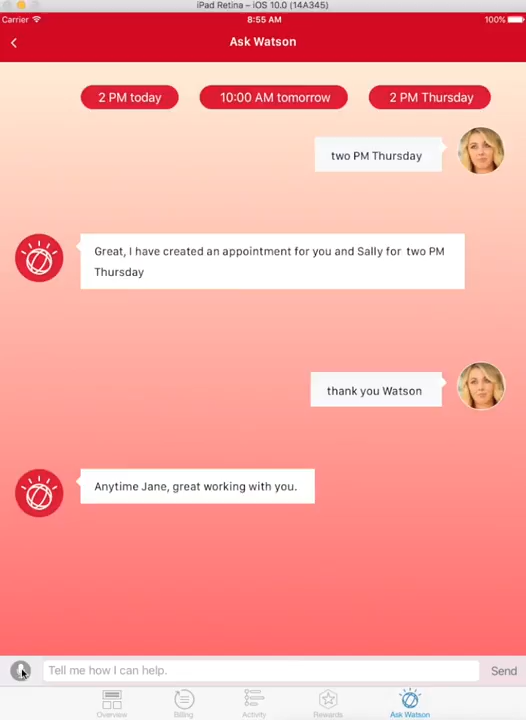 iPad Retina – iOS 10.0 (14A345)
Carrier 8:55 AM 100%
Ask Watson
2 PM today 10:00 AM tomorrow 2 PM Thursday
two PM Thursday
Great, I have created an appointment for you and Sally for two PM
Thursday
thank you Watson
Anytime Jane, great working with you.
Tell me how I can help. Send
Overview Billing Activity Rewards Ask Watson